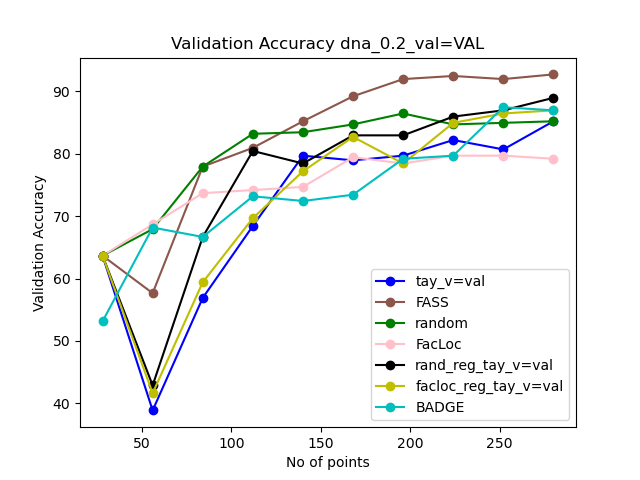 Validation Accuracy dna_0.2_val=VAL
Validation Accuracy
90
80
70
60
50
40
50
100
150
200
250
No of points
tay_v=val
FASS
random
FacLoc
rand_reg_tay_v=val
facloc_reg_tay_v=val
BADGE